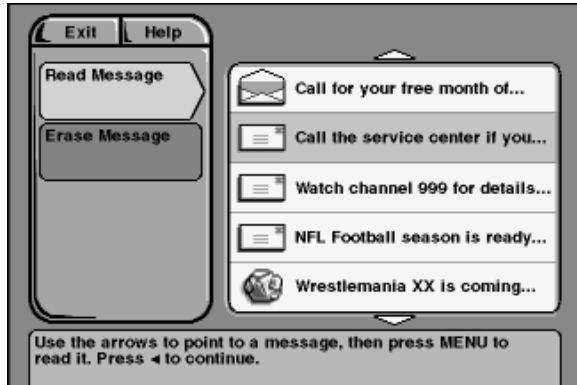 Exit Help
Read Message
Erase Message
Call for your free month of...
Call the service center if you...
Watch channel 999 for details...
NFL Football season is ready...
Wrestlemania XX is coming...
Use the arrows to point to a message, then press MENU to
read it. Press ◂ to continue.